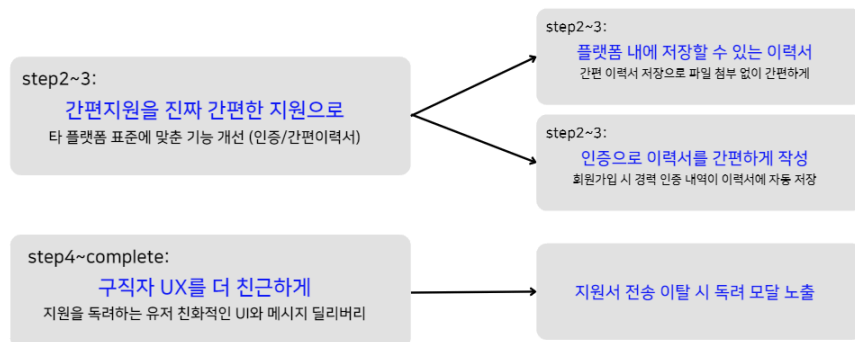 step2~3:
간편지원을 진짜 간편한 지원으로
타 플랫폼 표준에 맞춘 기능 개선 (인증/간편이력서)
step2~3:
플랫폼 내에 저장할 수 있는 이력서
간편 이력서 저장으로 파일 첨부 없이 간편하게
step2~3:
인증으로 이력서를 간편하게 작성
회원가입 시 경력 인증 내역이 이력서에 자동 저장
step4~complete:
구직자 UX를 더 친근하게
지원을 독려하는 유저 친화적인 UI와 메시지 딜리버리
지원서 전송 이탈 시 독려 모달 노출